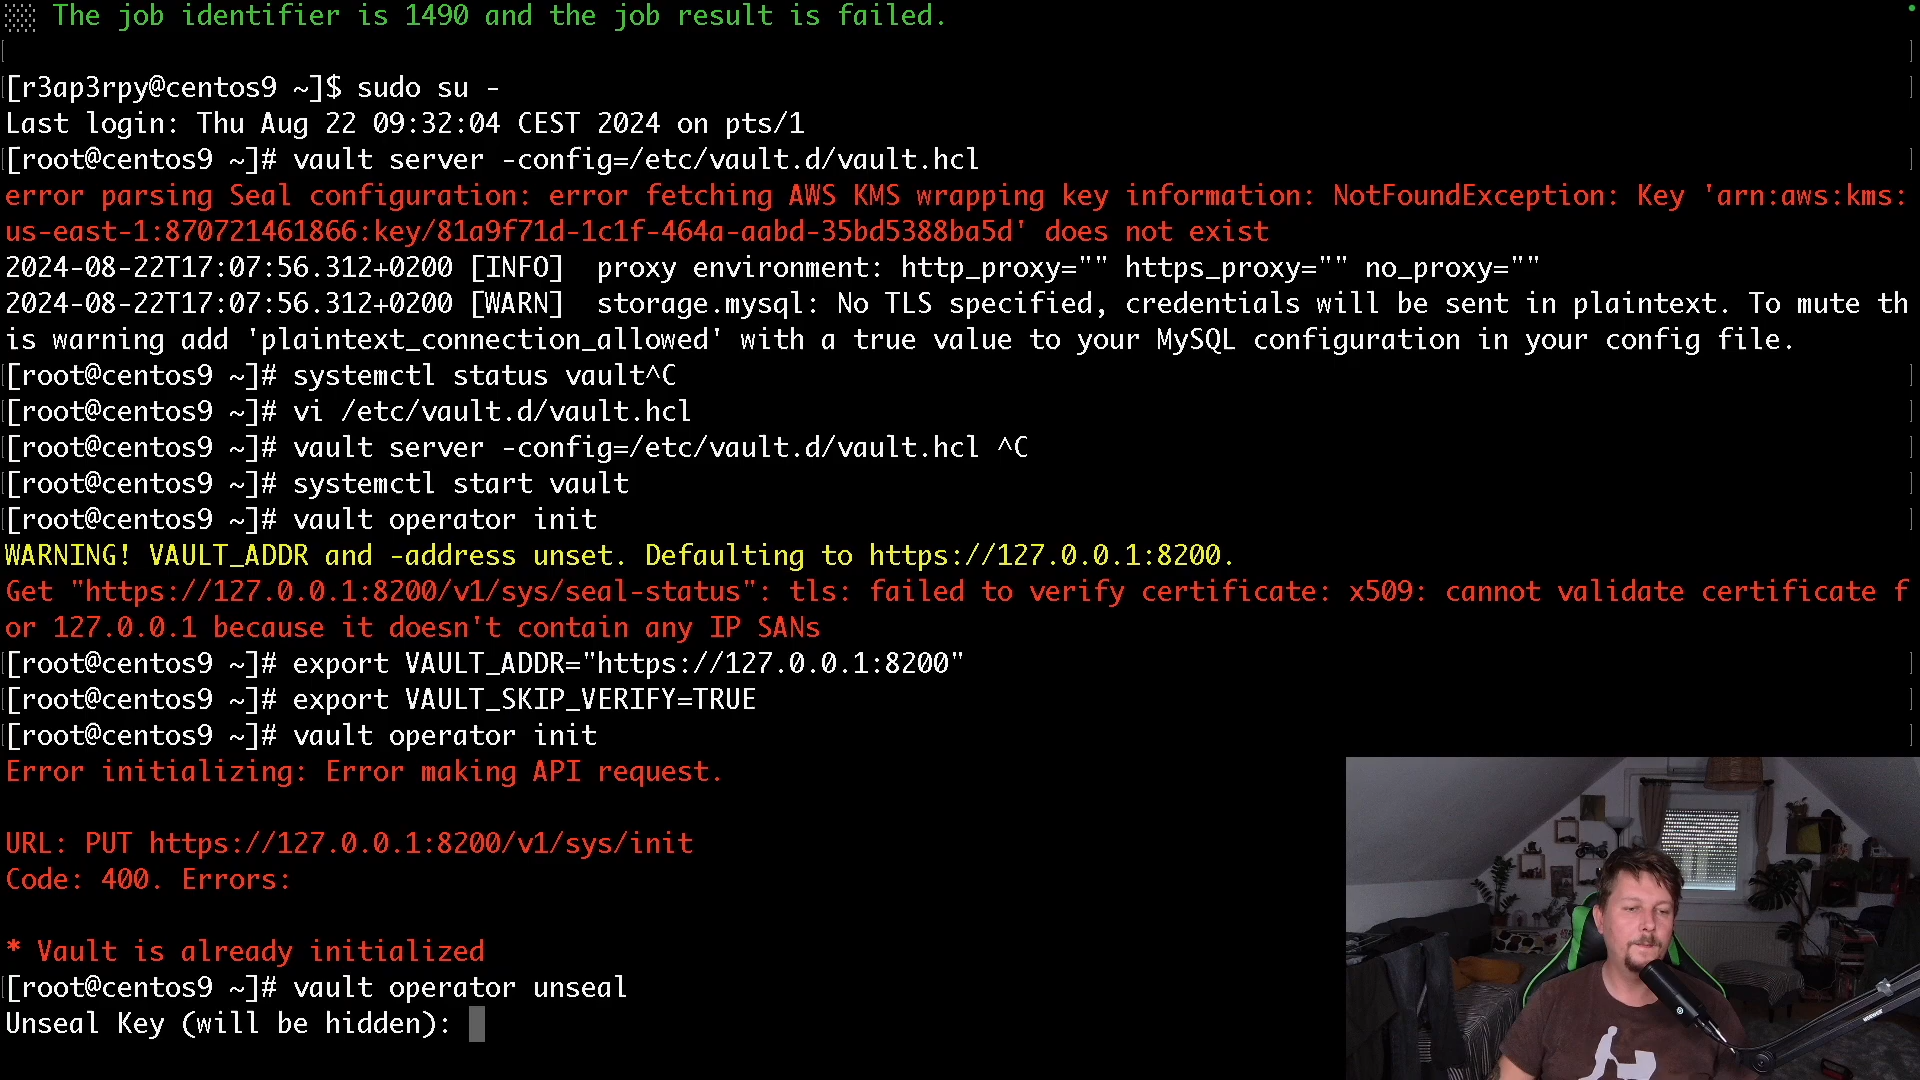 The job identifier is 1490 and the job result is failed.
[r3ap3rpy@centos9 ~]$ sudo su -
Last login: Thu Aug 22 09:32:04 CEST 2024 on pts/1
[root@centos9 ~]# vault server -config=/etc/vault.d/vault.hcl
error parsing Seal configuration: error fetching AWS KMS wrapping key information: NotFoundException: Key 'arn:aws:kms:
us-east-1:870721461866:key/81a9f71d-1c1f-464a-aabd-35bd5388ba5d' does not exist
2024-08-22T17:07:56.312+0200 [INFO]  proxy environment: http_proxy="" https_proxy="" no_proxy=""
2024-08-22T17:07:56.312+0200 [WARN]  storage.mysql: No TLS specified, credentials will be sent in plaintext. To mute th
is warning add 'plaintext_connection_allowed' with a true value to your MySQL configuration in your config file.
[root@centos9 ~]# systemctl status vault^C
[root@centos9 ~]# vi /etc/vault.d/vault.hcl
[root@centos9 ~]# vault server -config=/etc/vault.d/vault.hcl ^C
[root@centos9 ~]# systemctl start vault
[root@centos9 ~]# vault operator init
WARNING! VAULT_ADDR and -address unset. Defaulting to https://127.0.0.1:8200.
Get "https://127.0.0.1:8200/v1/sys/seal-status": tls: failed to verify certificate: x509: cannot validate certificate f
or 127.0.0.1 because it doesn't contain any IP SANs
[root@centos9 ~]# export VAULT_ADDR="https://127.0.0.1:8200"
[root@centos9 ~]# export VAULT_SKIP_VERIFY=TRUE
[root@centos9 ~]# vault operator init
Error initializing: Error making API request.
URL: PUT https://127.0.0.1:8200/v1/sys/init
Code: 400. Errors:
* Vault is already initialized
[root@centos9 ~]# vault operator unseal
Unseal Key (will be hidden):